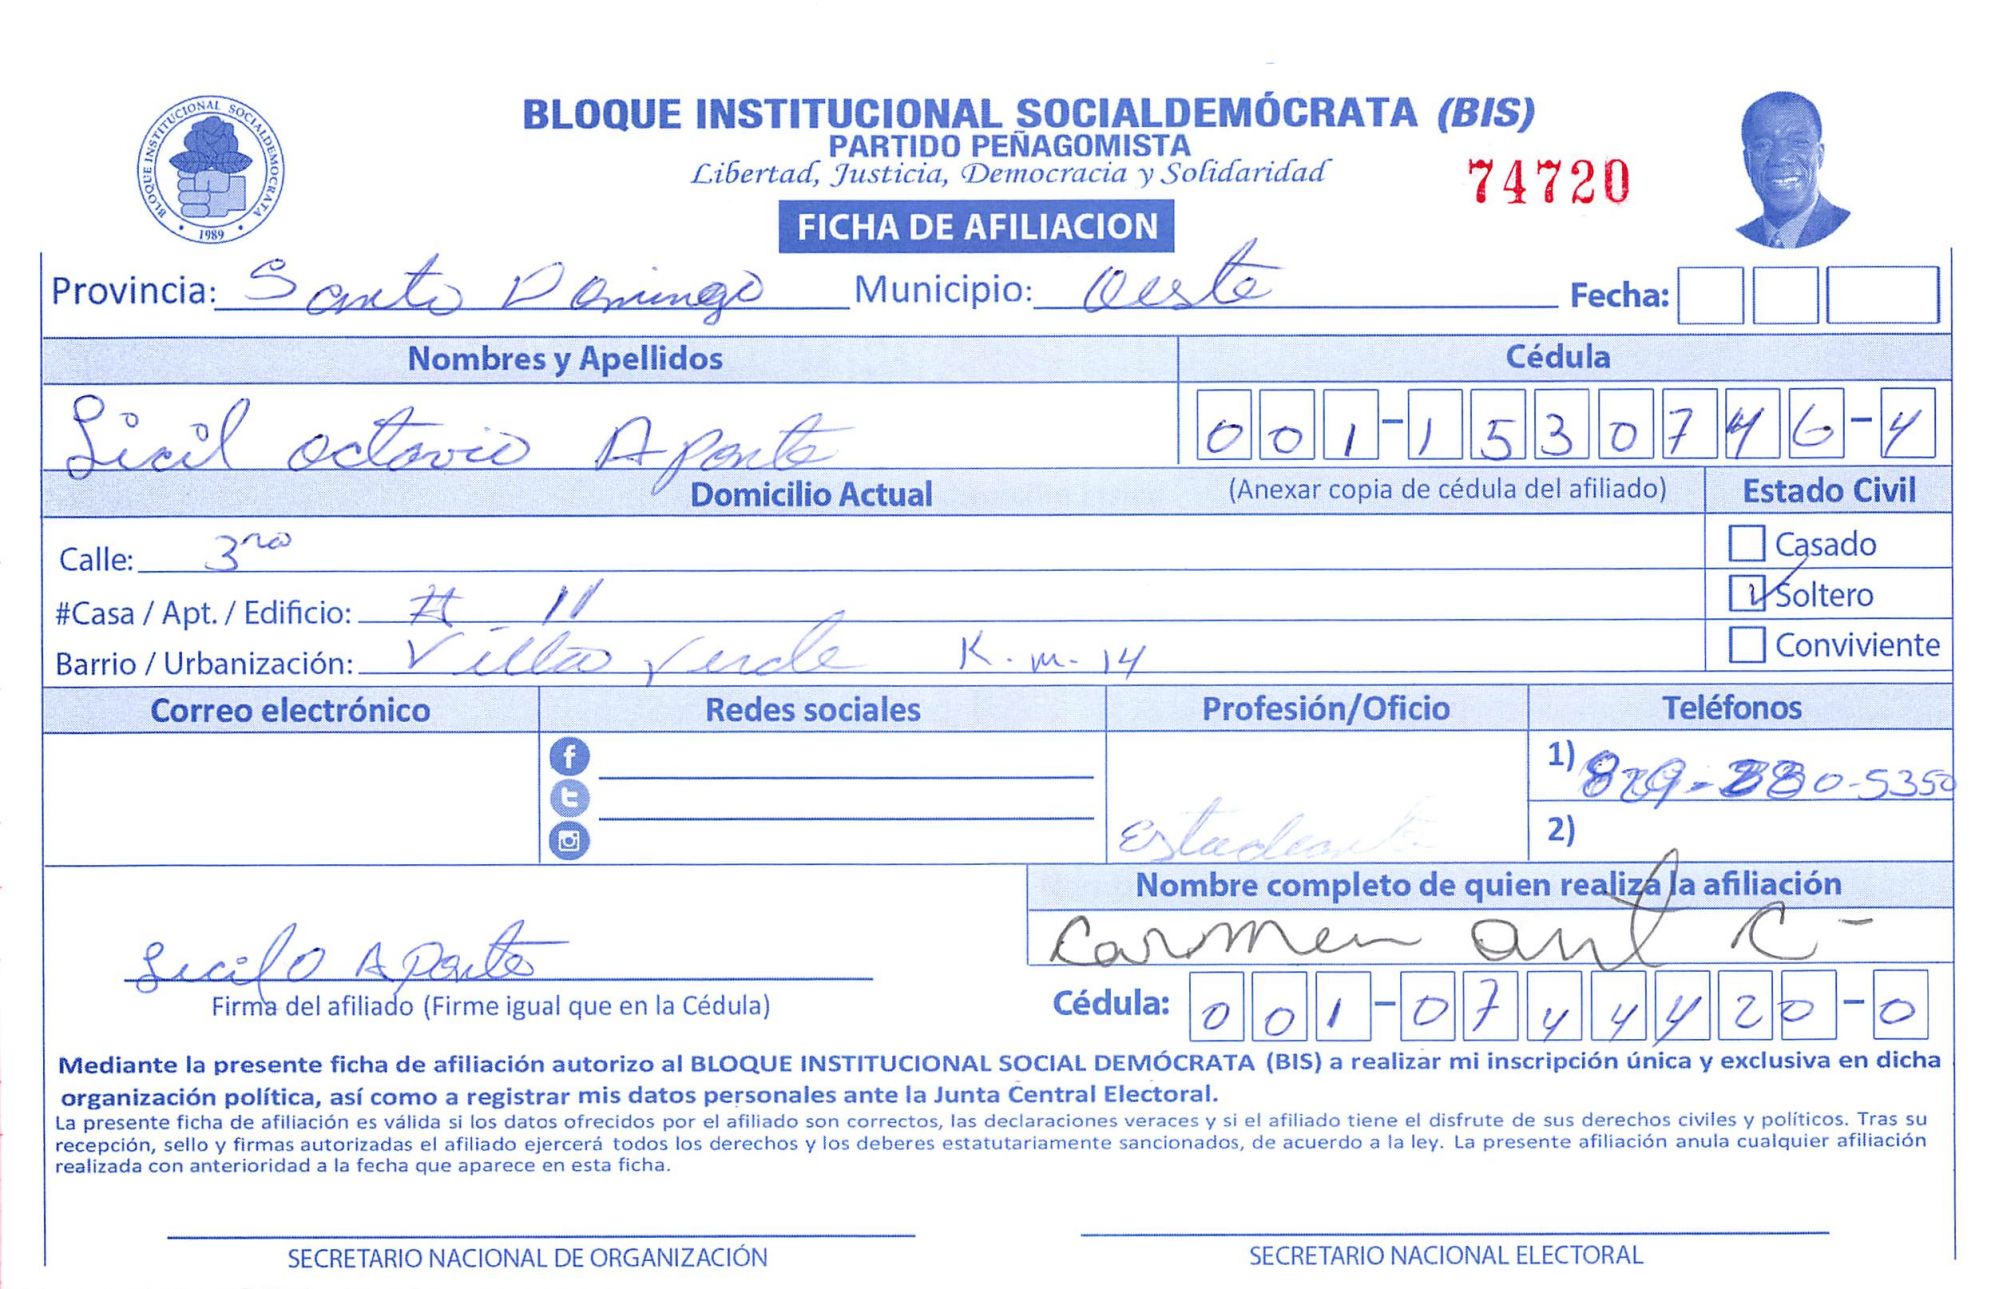 BLOQUE INSTITUCIONAL SOCIALDEMÓCRATA (BIS)
PARTIDO PEÑAGOMISTA
Libertad, Justicia, Democracia y Solidaridad
74720
BLOQUE INSTITUCIONAL SOCIALDEMOCRATA
1989
FICHA DE AFILIACION
Provincia: Santo Domingo Municipio: Oeste Fecha:
Nombres y Apellidos Cédula
Licil Octavio Aponte 001-1530746-4
Domicilio Actual (Anexar copia de cédula del afiliado) Estado Civil
Calle: 3ra Casado
#Casa / Apt. / Edificio: # 11 Soltero
Barrio / Urbanización: Villa Verde K.m-14 Conviviente
Correo electrónico Redes sociales Profesión/Oficio Teléfonos
1) 829-880-5350
Estudiante 2)
Nombre completo de quien realiza la afiliación
Carmen ant C-
Licilo Aponte
Firma del afiliado (Firme igual que en la Cédula) Cédula: 001-0744420-0
Mediante la presente ficha de afiliación autorizo al BLOQUE INSTITUCIONAL SOCIAL DEMÓCRATA (BIS) a realizar mi inscripción única y exclusiva en dicha
organización política, así como a registrar mis datos personales ante la Junta Central Electoral.
La presente ficha de afiliación es válida si los datos ofrecidos por el afiliado son correctos, las declaraciones veraces y si el afiliado tiene el disfrute de sus derechos civiles y políticos. Tras su
recepción, sello y firmas autorizadas el afiliado ejercerá todos los derechos y los deberes estatutariamente sancionados, de acuerdo a la ley. La presente afiliación anula cualquier afiliación
realizada con anterioridad a la fecha que aparece en esta ficha.
SECRETARIO NACIONAL DE ORGANIZACIÓN SECRETARIO NACIONAL ELECTORAL